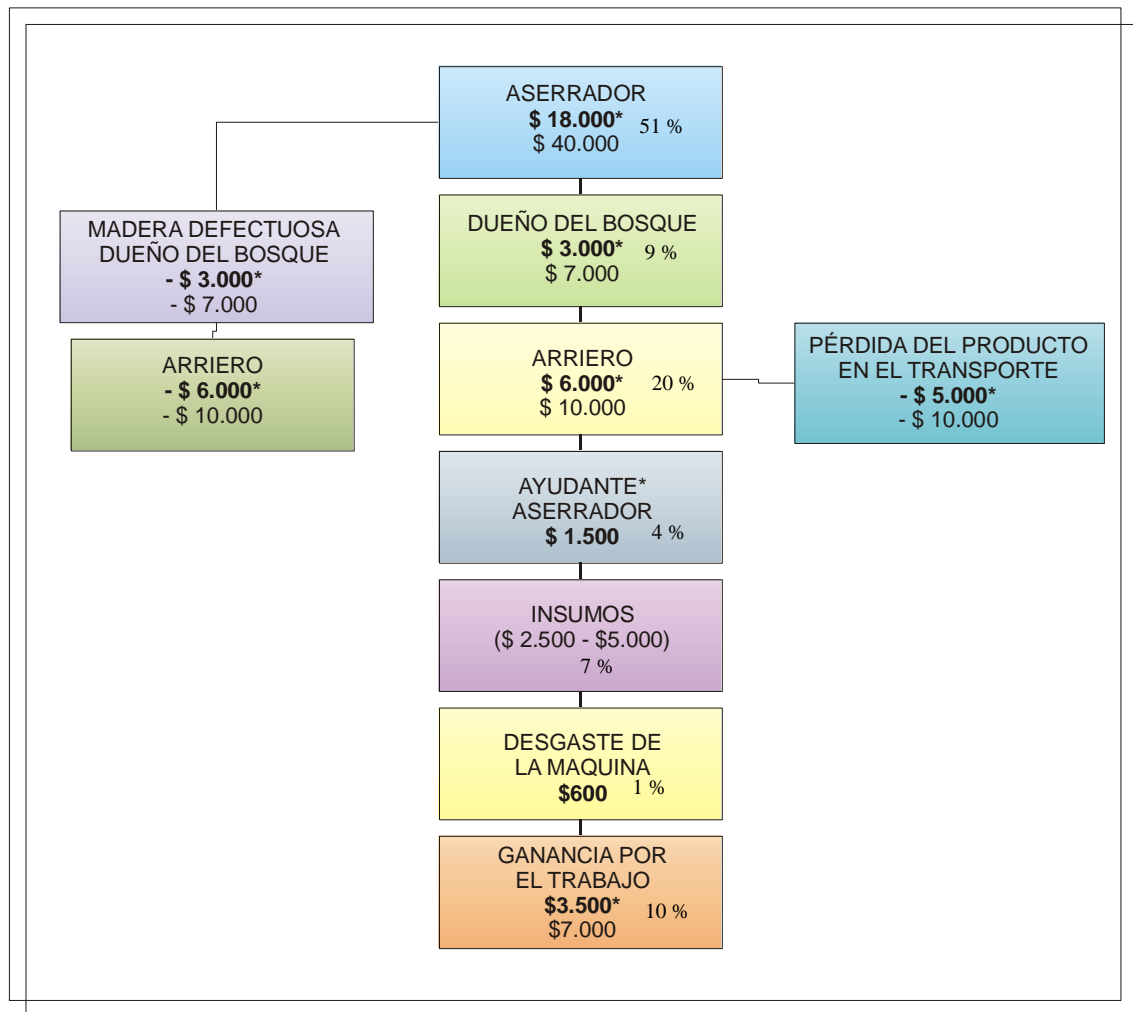 ASERRADOR
$ 18.000* 51 %
$ 40.000
MADERA DEFECTUOSA
DUEÑO DEL BOSQUE
- $ 3.000*
- $ 7.000
DUEÑO DEL BOSQUE
$ 3.000* 9 %
$ 7.000
ARRIERO
- $ 6.000*
- $ 10.000
ARRIERO
$ 6.000* 20 %
$ 10.000
PÉRDIDA DEL PRODUCTO
EN EL TRANSPORTE
- $ 5.000*
- $ 10.000
AYUDANTE*
ASERRADOR
$ 1.500 4 %
INSUMOS
($ 2.500 - $5.000)
7 %
DESGASTE DE
LA MAQUINA
$600 1 %
GANANCIA POR
EL TRABAJO
$3.500* 10 %
$7.000